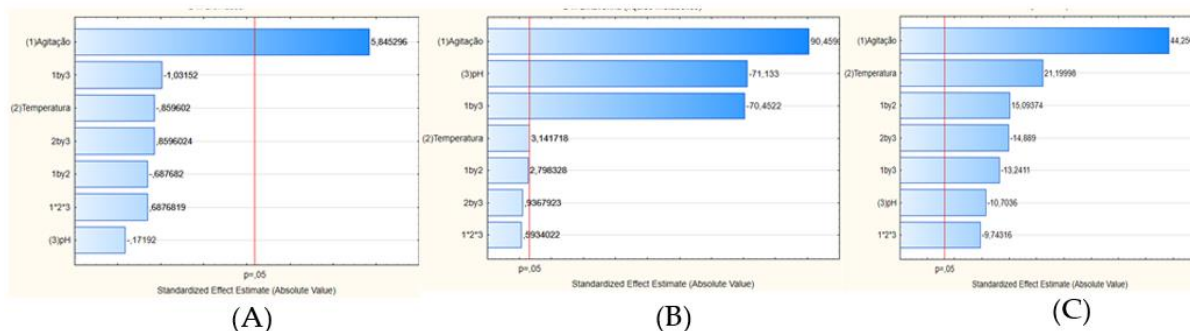 (1)Agitação
5,845296
1by3
-1,03152
(2)Temperatura
-,859602
2by3
,8596024
1by2
-,687682
1*2*3
,6876819
(3)pH
-,17192
p=,05
Standardized Effect Estimate (Absolute Value)
(A)
(1)Agitação
(3)pH
-71,133
1by3
-70,4522
(2)Temperatura
3,141718
1by2
2,798328
2by3
,9367923
1*2*3
,5934022
p=,05
Standardized Effect Estimate (Absolute Value)
(B)
(1)Agitação
(2)Temperatura
21,19998
1by2
15,09374
2by3
-14,889
1by3
-13,2411
(3)pH
-10,7036
1*2*3
-9,74316
p=,05
Standardized Effect Estimate (Absolute Value)
(C)